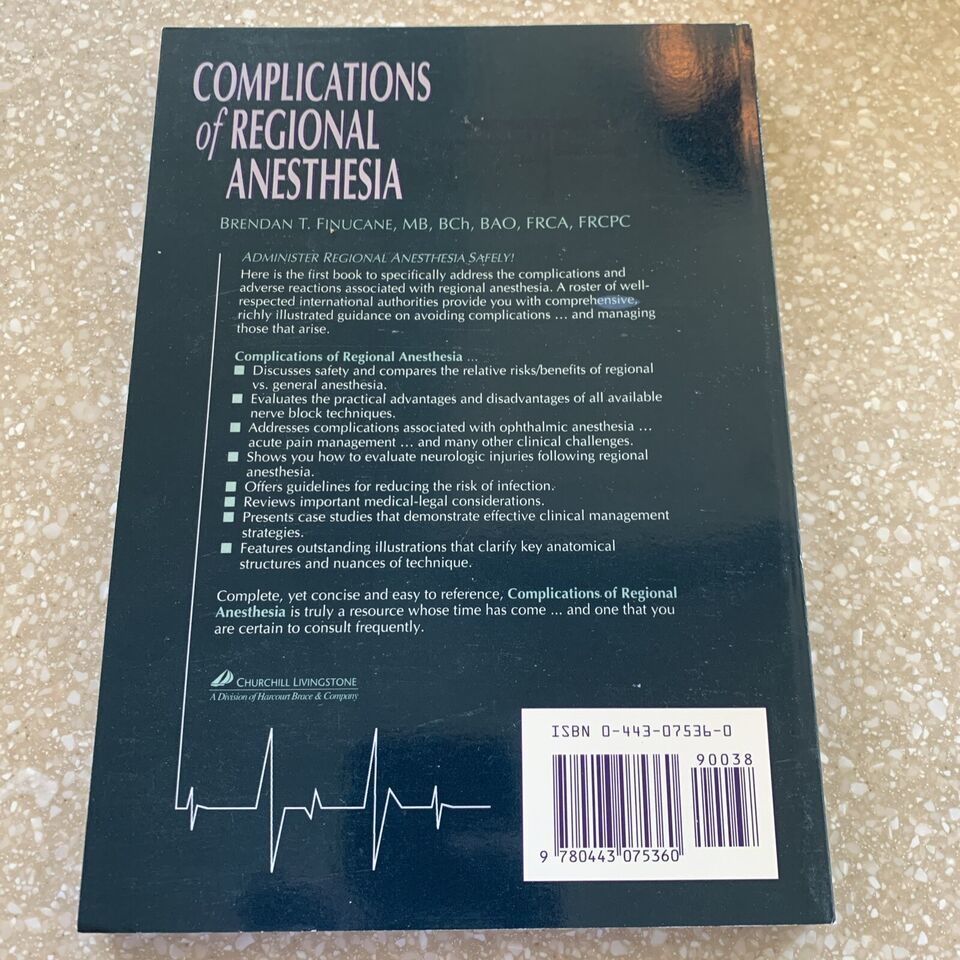 COMPLICATIONS
of REGIONAL
ANESTHESIA
BRENDAN T. FINUCANE, MB, BCh, BAO, FRCA, FRCPC
ADMINISTER REGIONAL ANESTHESIA SAFELY!
Here is the first book to specifically address the complications and
adverse reactions associated with regional anesthesia. A roster of well-
respected international authorities provide you with comprehensive,
richly illustrated guidance on avoiding complications ... and managing
those that arise.
Complications of Regional Anesthesia ...
■ Discusses safety and compares the relative risks/benefits of regional
vs. general anesthesia.
■ Evaluates the practical advantages and disadvantages of all available
nerve block techniques.
■ Addresses complications associated with ophthalmic anesthesia ...
acute pain management ... and many other clinical challenges.
■ Shows you how to evaluate neurologic injuries following regional
anesthesia.
■ Offers guidelines for reducing the risk of infection.
■ Reviews important medical-legal considerations.
■ Presents case studies that demonstrate effective clinical management
strategies.
■ Features outstanding illustrations that clarify key anatomical
structures and nuances of technique.
Complete, yet concise and easy to reference, Complications of Regional
Anesthesia is truly a resource whose time has come ... and one that you
are certain to consult frequently.
CHURCHILL LIVINGSTONE
A Division of Harcourt Brace & Company
ISBN 0-443-07536-0
90038
9 780443 075360